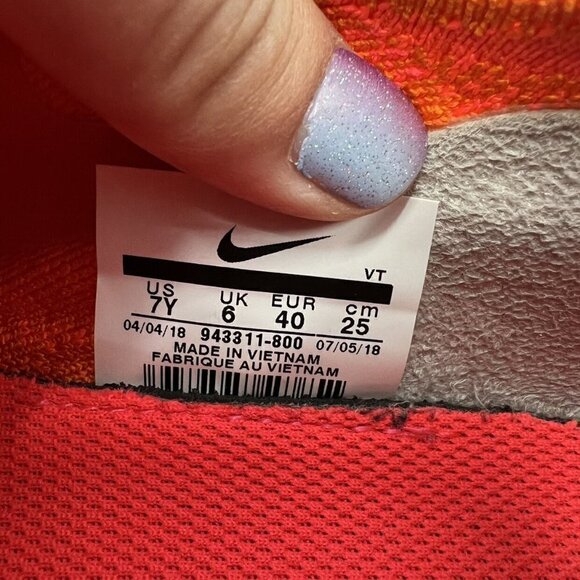 VT
US UK EUR cm
7Y 6 40 25
04/04/18 943311-800 07/05/18
MADE IN VIETNAM
FABRIQUE AU VIETNAM